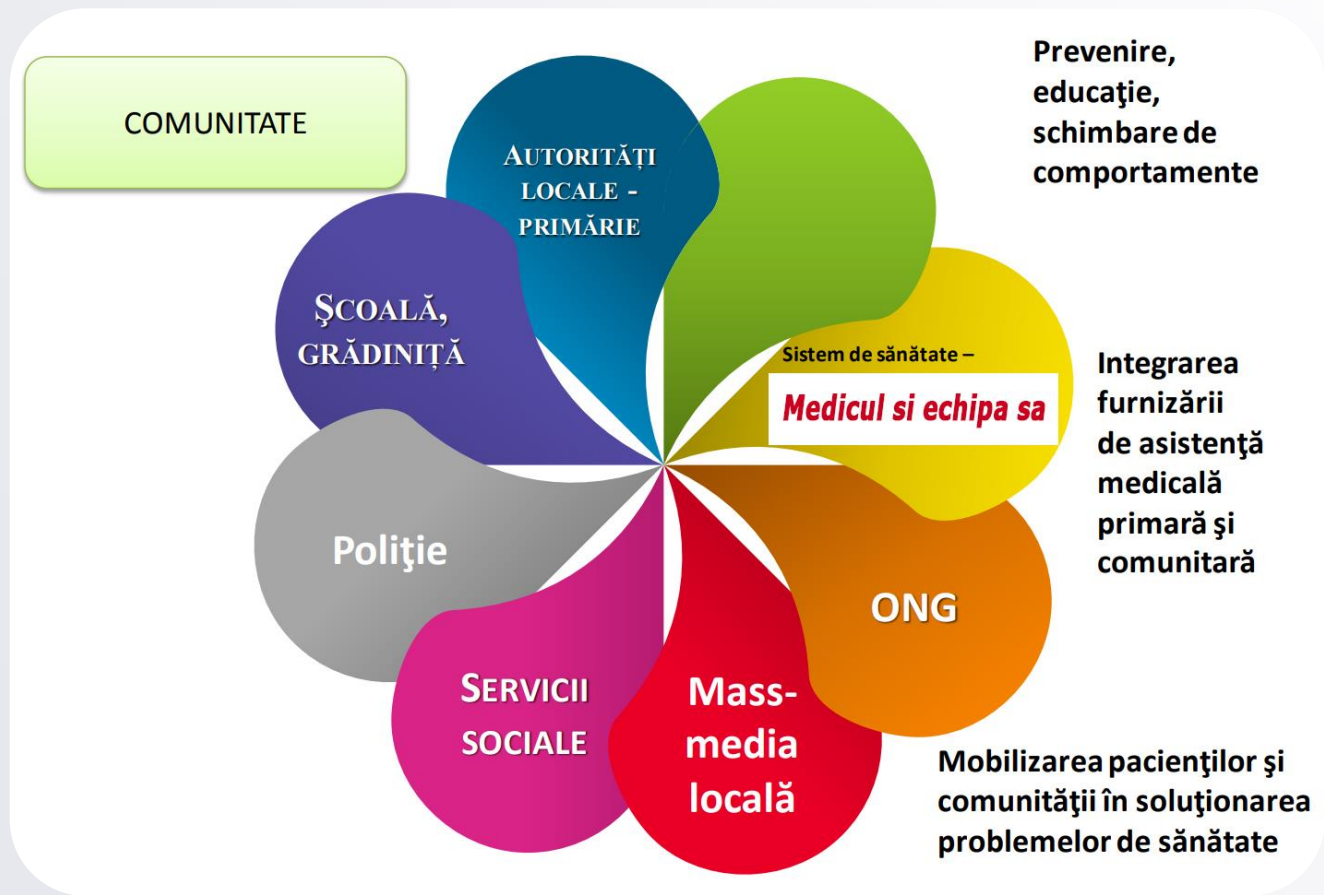 COMUNITATE
AUTORITĂȚI
LOCALE -
PRIMĂRIE
Prevenire,
educaţie,
schimbare de
comportamente
ŞCOALĂ,
GRĂDINIȚĂ
Sistem de sănătate –
Medicul si echipa sa
Integrarea
furnizării
de asistenţă
medicală
primară şi
comunitară
Poliţie
ONG
SERVICII
SOCIALE
Mass-
media
locală
Mobilizarea pacienţilor şi
comunităţii în soluţionarea
problemelor de sănătate